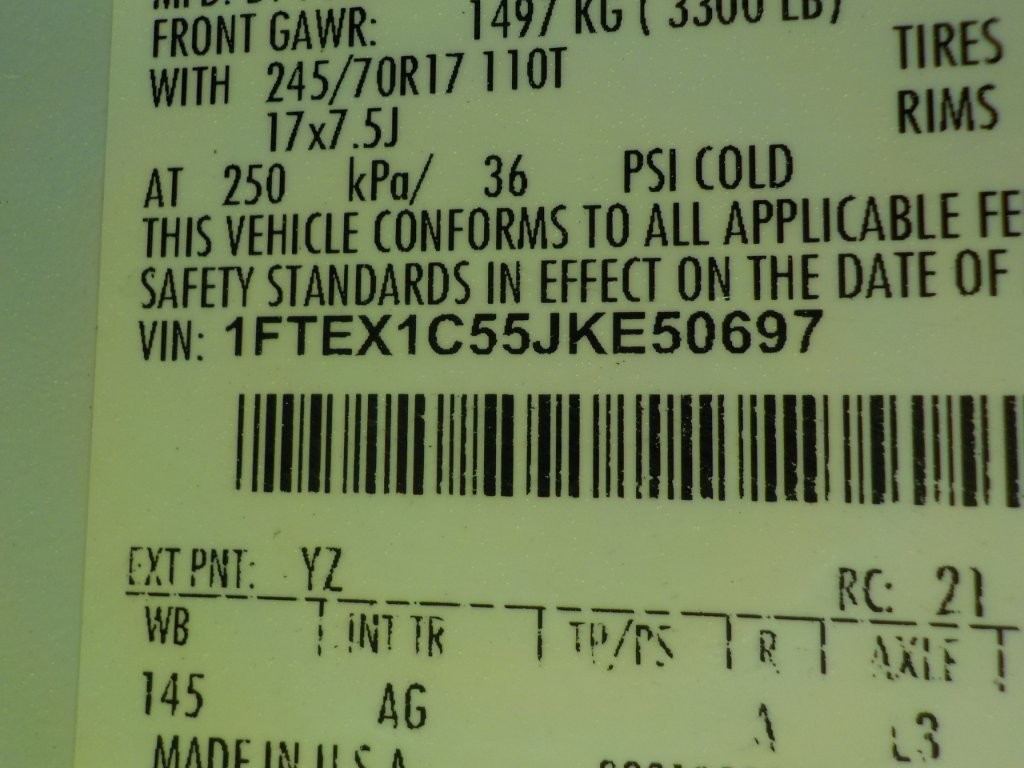 FRONT GAWR: 1497 KG ( 3300 LB)
WITH 245/70R17 110T TIRES
17x7.5J RIMS
AT 250 kPa/ 36 PSI COLD
THIS VEHICLE CONFORMS TO ALL APPLICABLE FE
SAFETY STANDARDS IN EFFECT ON THE DATE OF
VIN: 1FTEX1C55JKE50697
EXT PNT: YZ RC: 21
WB INT TR TP/PS R AXLE
145 AG A L3
MADE IN U.S.A.